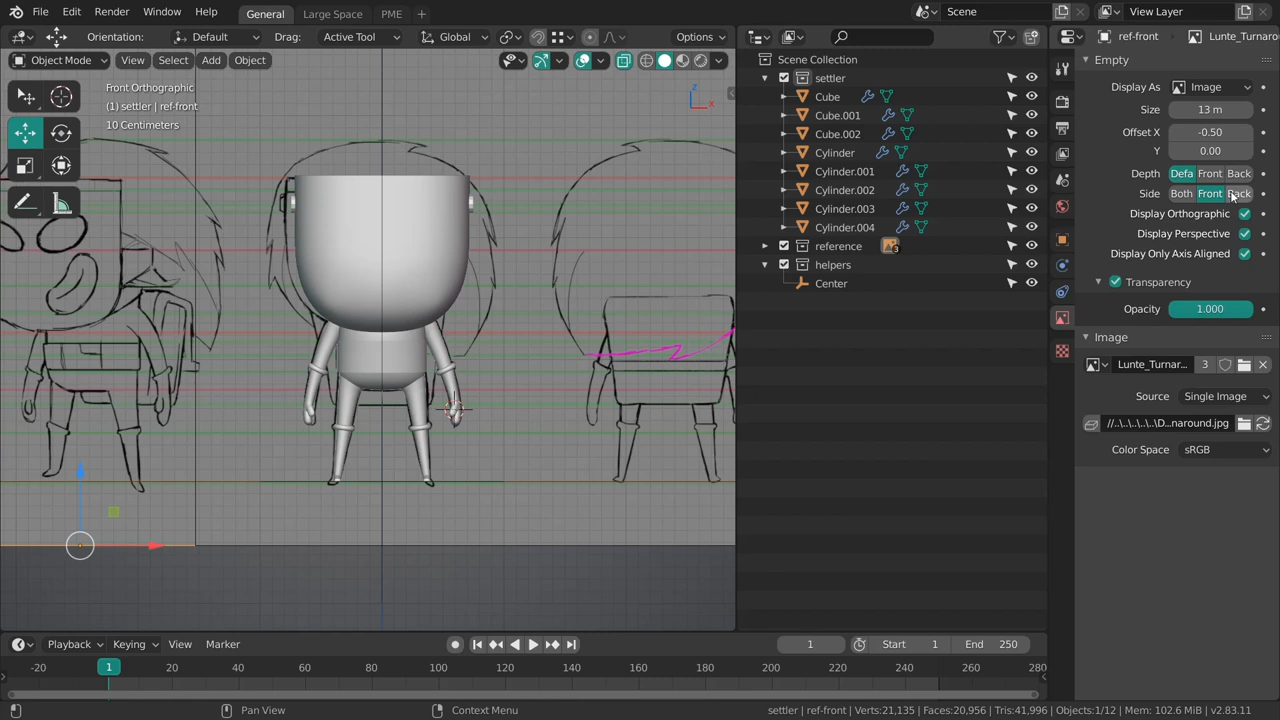 File Edit Render Window Help General Large Space PME + Scene View Layer
Orientation: Default Drag: Active Tool Global Options
ref-front Lunte_Turnaro
Object Mode View Select Add Object
Front Orthographic
(1) settler | ref-front
10 Centimeters
Z
X
Scene Collection
settler
Cube
Cube.001
Cube.002
Cylinder
Cylinder.001
Cylinder.002
Cylinder.003
Cylinder.004
reference 3
helpers
Center
Empty
Display As Image
Size 13 m
Offset X -0.50
Y 0.00
Depth Defa Front Back
Side Both Front Back
Display Orthographic
Display Perspective
Display Only Axis Aligned
Transparency
Opacity 1.000
Image
Lunte_Turnar... 3
Source Single Image
//..\..\..\..\D...naround.jpg
Color Space sRGB
Playback Keying View Marker 1 Start 1 End 250
-20 1 20 40 60 80 100 120 140 160 180 200 220 240 260 280
Pan View Context Menu settler | ref-front | Verts:21,135 | Faces:20,956 | Tris:41,996 | Objects:1/12 | Mem: 102.6 MiB | v2.83.11